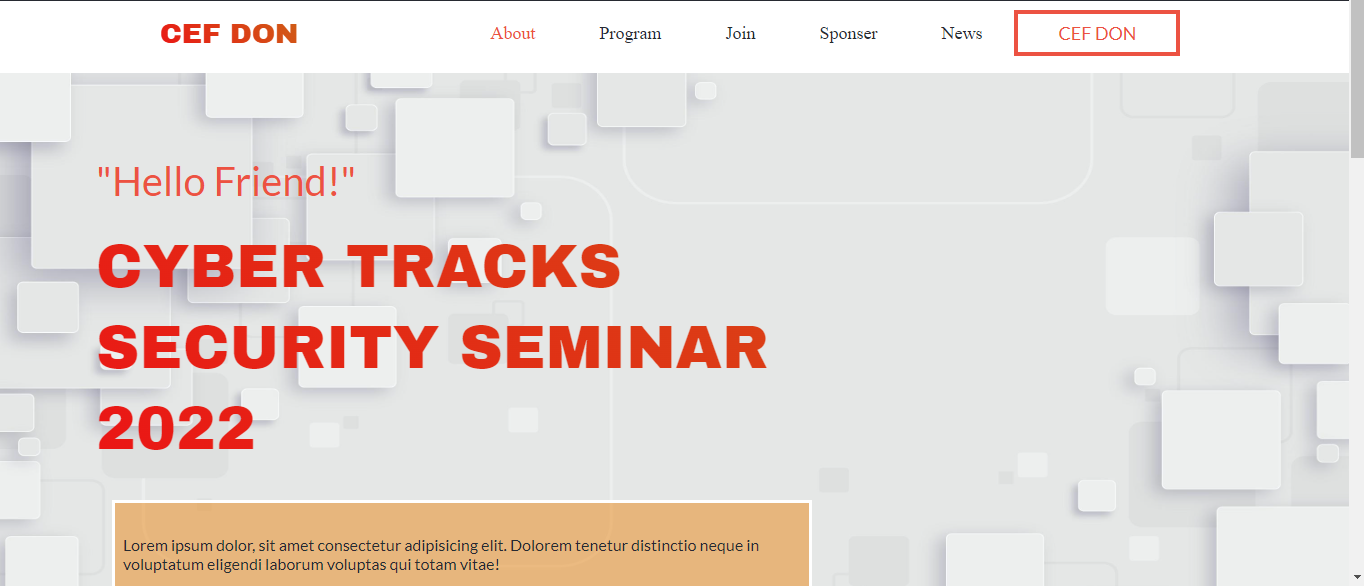 CEF DON
About Program Join Sponser News CEF DON
"Hello Friend!"
CYBER TRACKS
SECURITY SEMINAR
2022
Lorem ipsum dolor, sit amet consectetur adipisicing elit. Dolorem tenetur distinctio neque in
voluptatum eligendi laborum voluptas qui totam vitae!